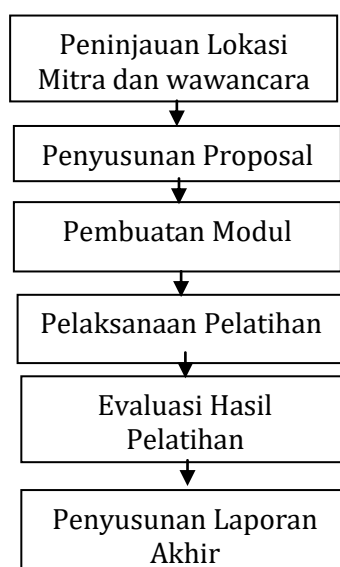 Peninjauan Lokasi
Mitra dan wawancara
Penyusunan Proposal
Pembuatan Modul
Pelaksanaan Pelatihan
Evaluasi Hasil
Pelatihan
Penyusunan Laporan
Akhir